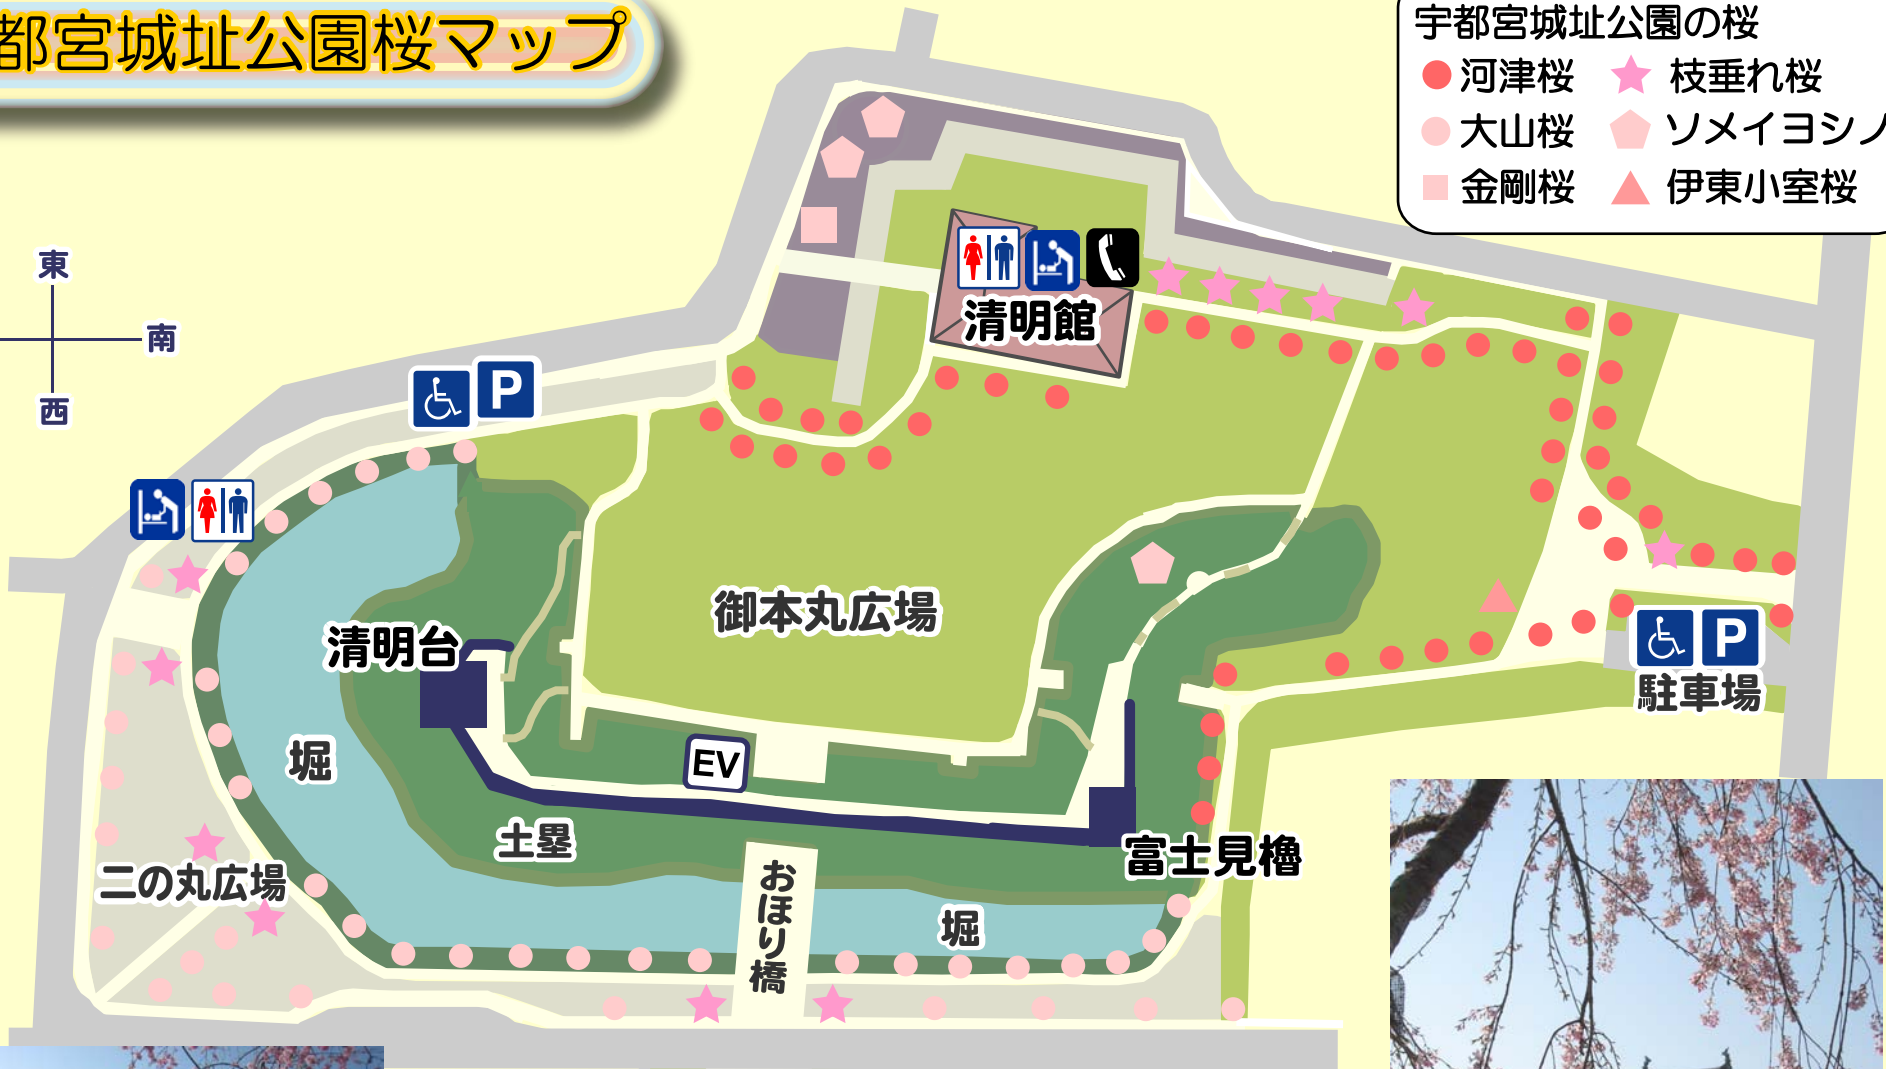 都宮城址公園桜マップ
宇都宮城址公園の桜
河津桜
枝垂れ桜
大山桜
ソメイヨシノ
金剛桜
伊東小室桜
東
南
西
清明館
P
御本丸広場
清明台
P
駐車場
堀
EV
土塁
富士見櫓
二の丸広場
おほり橋
堀